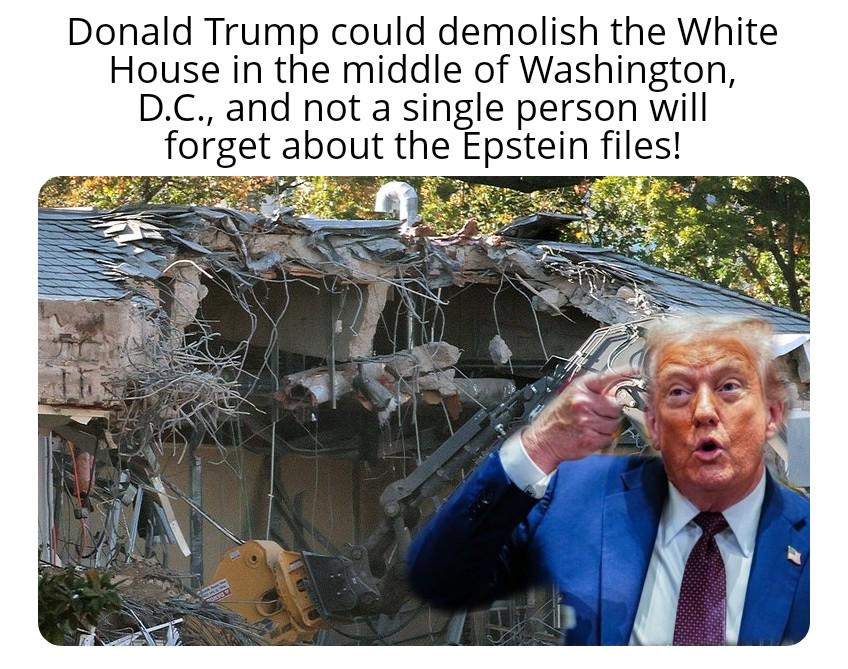 Donald Trump could demolish the White
House in the middle of Washington,
D.C., and not a single person will
forget about the Epstein files!